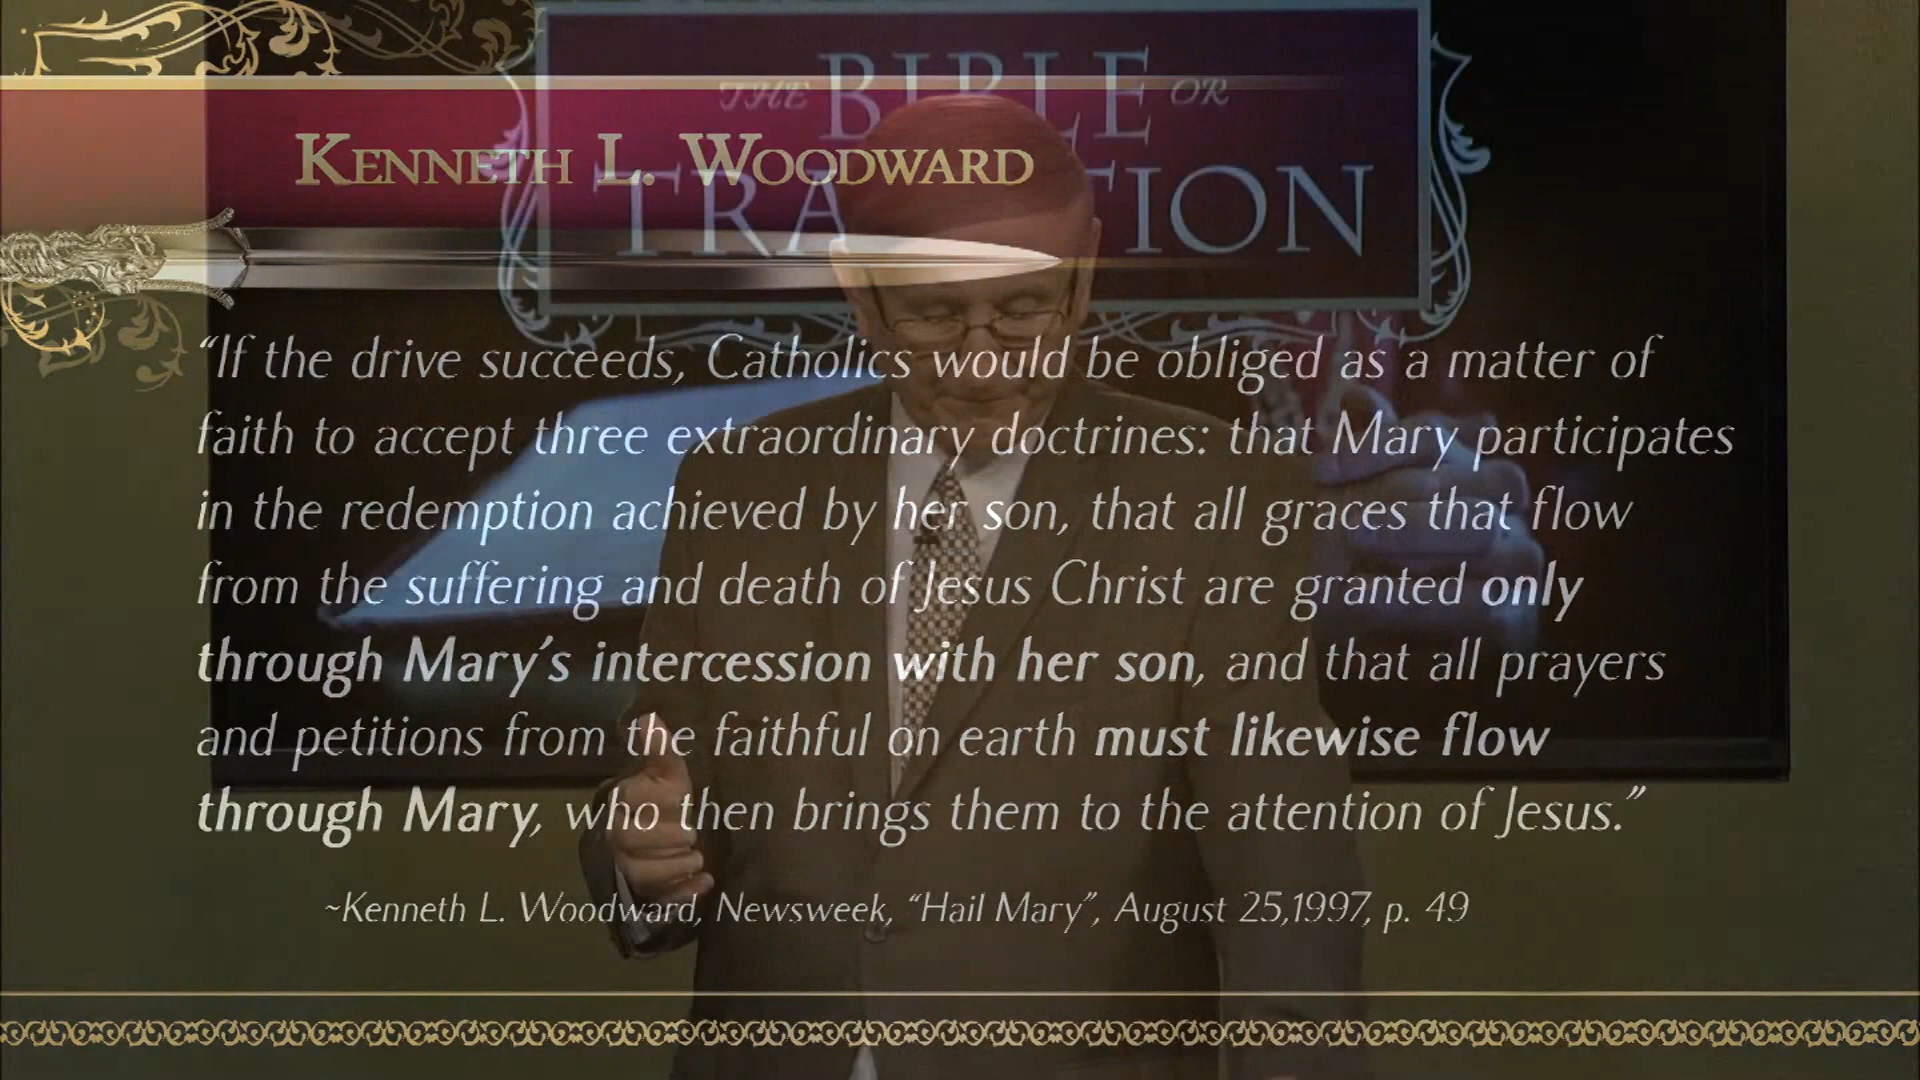 THE BIBLE OR
TRADITION
KENNETH L. WOODWARD
“If the drive succeeds, Catholics would be obliged as a matter of
faith to accept three extraordinary doctrines: that Mary participates
in the redemption achieved by her son, that all graces that flow
from the suffering and death of Jesus Christ are granted only
through Mary’s intercession with her son, and that all prayers
and petitions from the faithful on earth must likewise flow
through Mary, who then brings them to the attention of Jesus.”
~Kenneth L. Woodward, Newsweek, “Hail Mary”, August 25,1997, p. 49